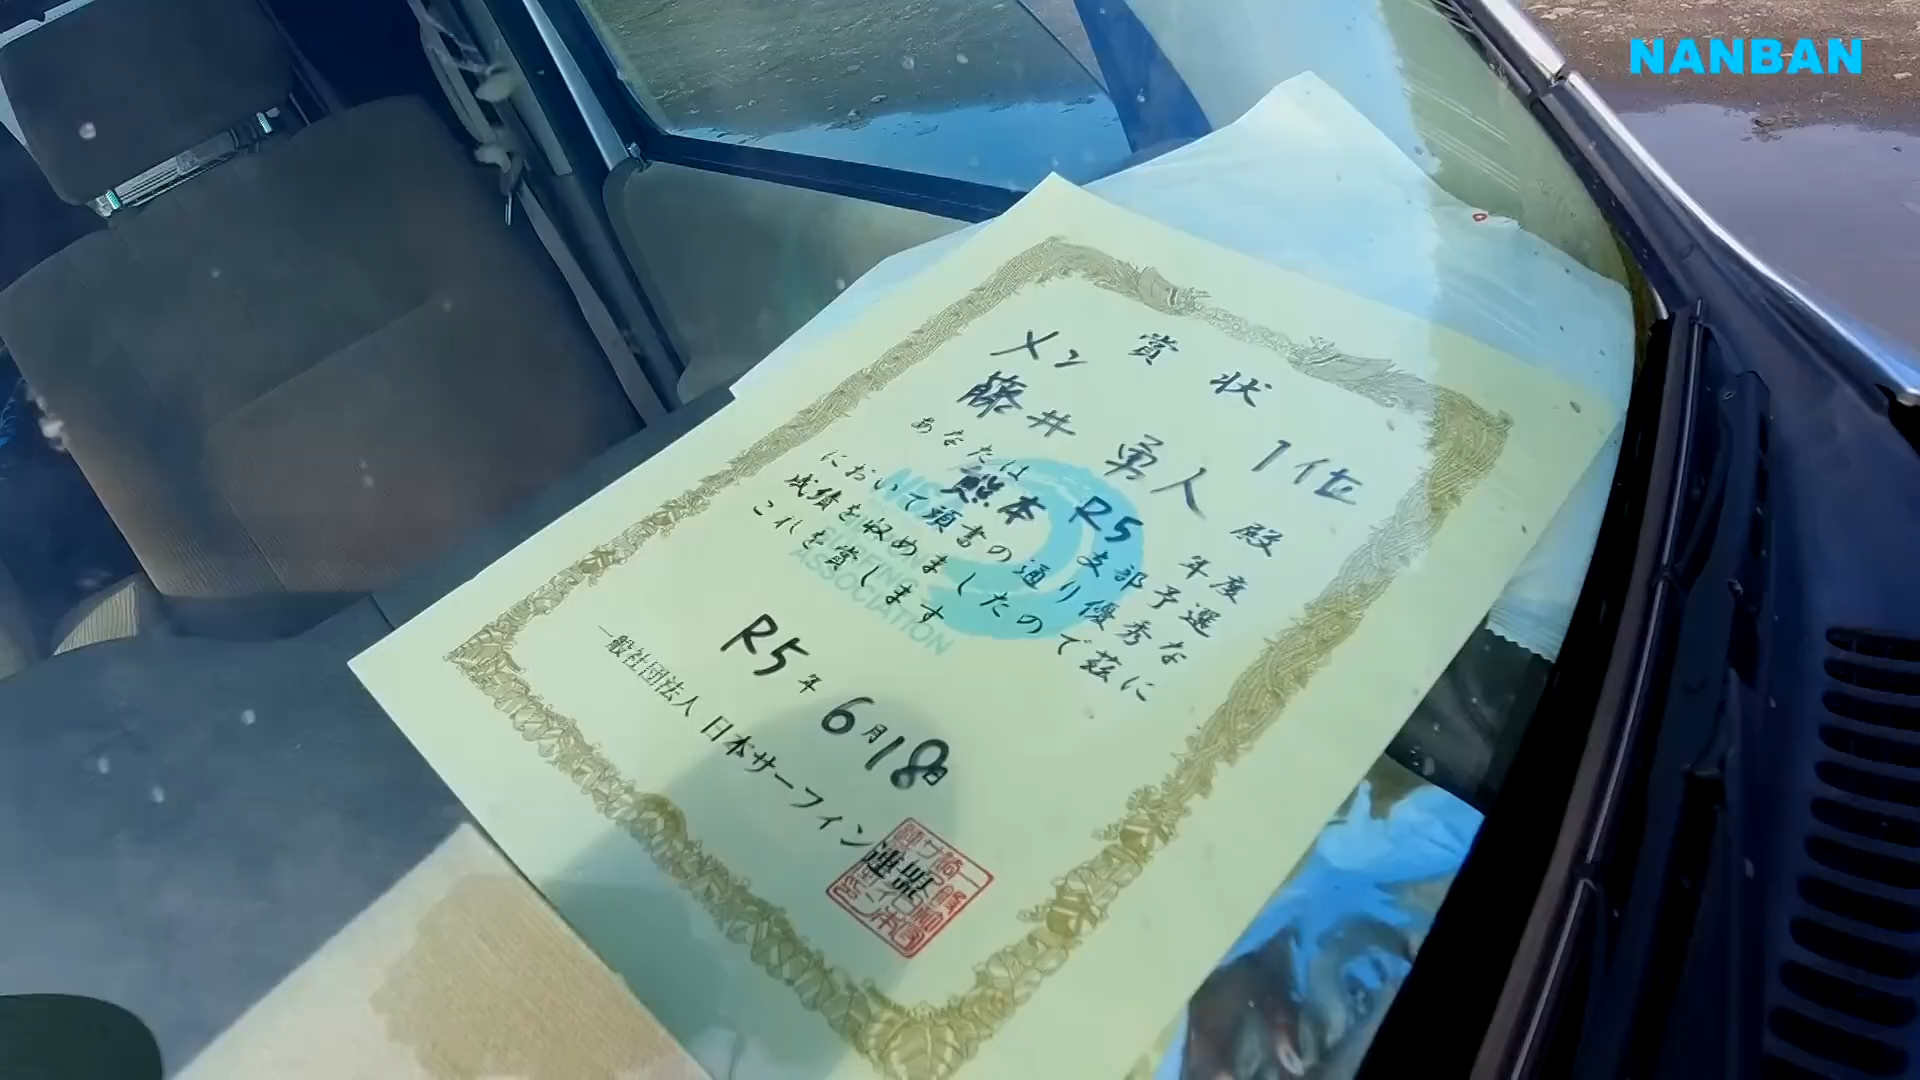 NANBAN
賞状
メン 1位
藤井 勇人 殿
あなたは 熊本 R5 年度
支部予選
において頭書の通り優秀な
成績を収めましたので茲に
これを賞します
R5年 6月18日
一般社団法人 日本サーフィン連盟
SURFING
ASSOCIATION